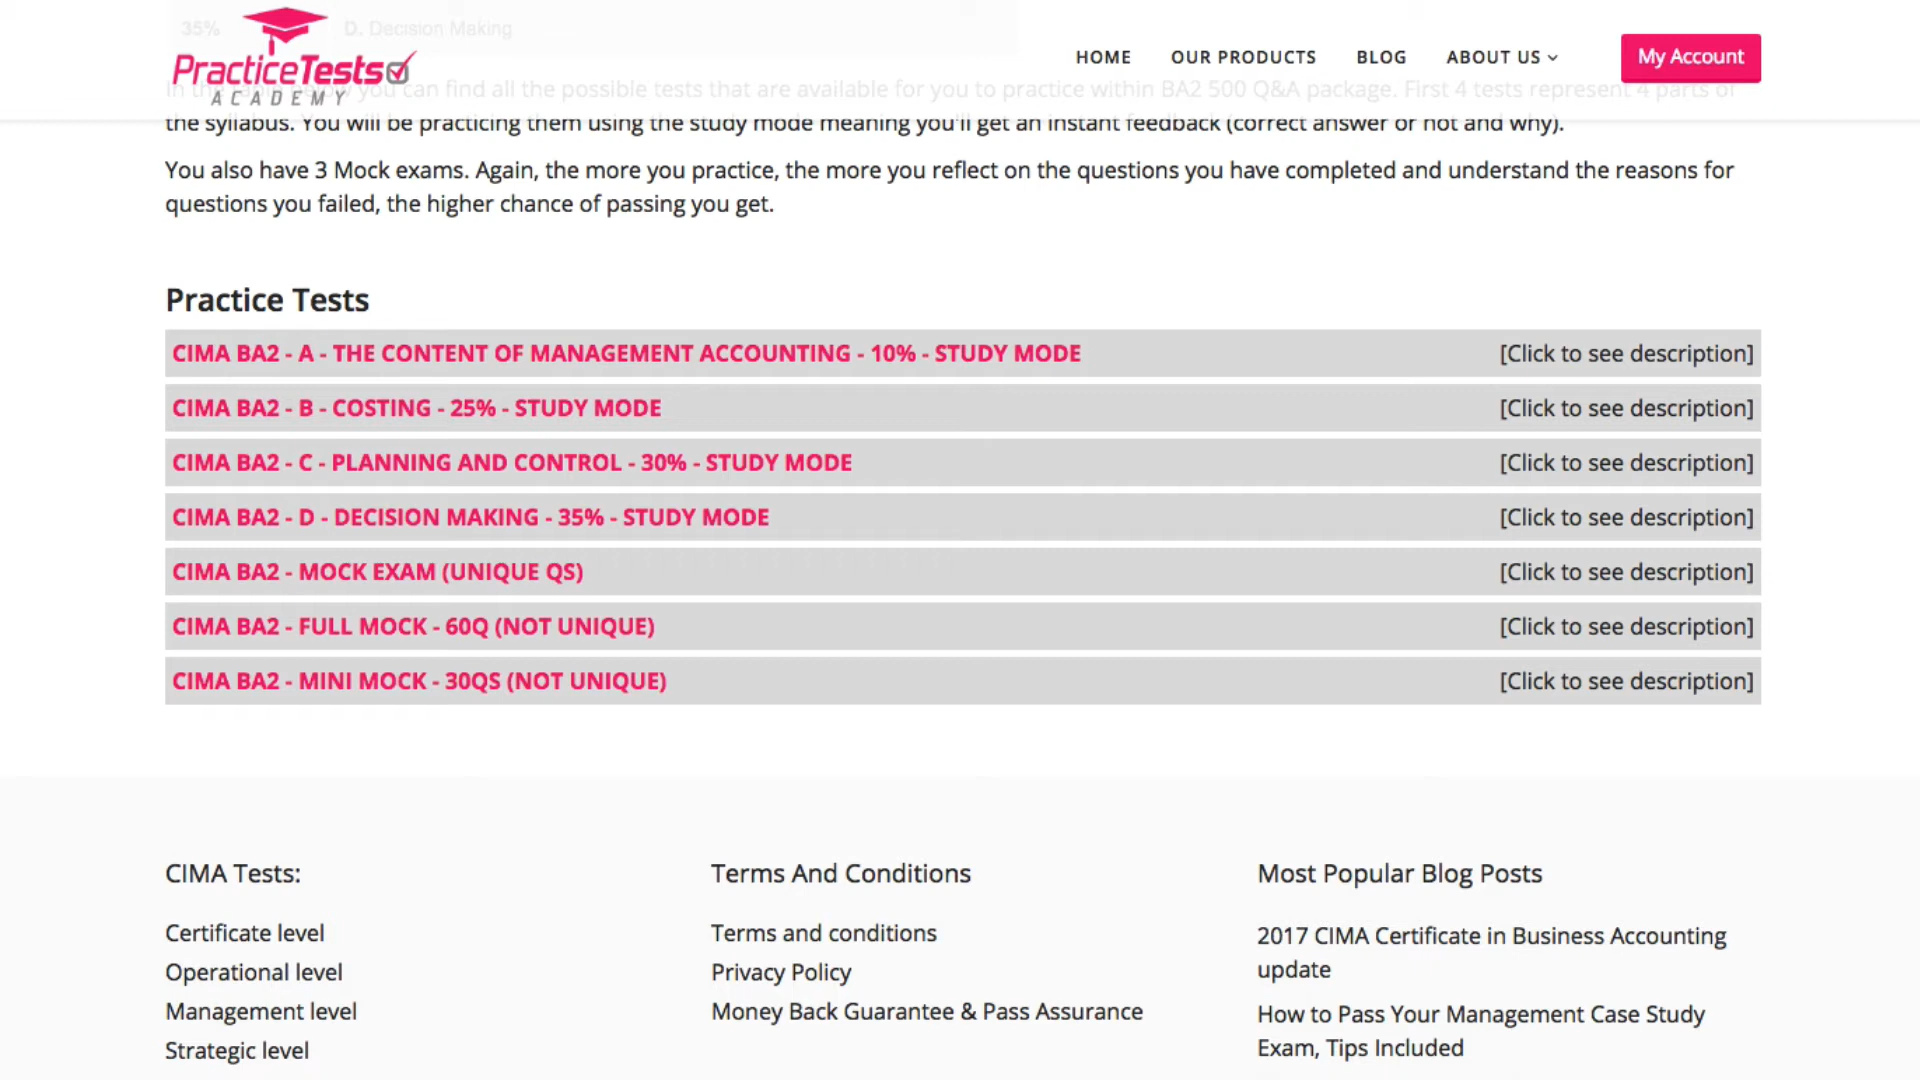 35% D. Decision Making
PracticeTests
ACADEMY
HOME OUR PRODUCTS BLOG ABOUT US My Account
In the table below you can find all the possible tests that are available for you to practice within BA2 500 Q&A package. First 4 tests represent 4 parts of
the syllabus. You will be practicing them using the study mode meaning you'll get an instant feedback (correct answer or not and why).
You also have 3 Mock exams. Again, the more you practice, the more you reflect on the questions you have completed and understand the reasons for
questions you failed, the higher chance of passing you get.
Practice Tests
CIMA BA2 - A - THE CONTENT OF MANAGEMENT ACCOUNTING - 10% - STUDY MODE [Click to see description]
CIMA BA2 - B - COSTING - 25% - STUDY MODE [Click to see description]
CIMA BA2 - C - PLANNING AND CONTROL - 30% - STUDY MODE [Click to see description]
CIMA BA2 - D - DECISION MAKING - 35% - STUDY MODE [Click to see description]
CIMA BA2 - MOCK EXAM (UNIQUE QS) [Click to see description]
CIMA BA2 - FULL MOCK - 60Q (NOT UNIQUE) [Click to see description]
CIMA BA2 - MINI MOCK - 30QS (NOT UNIQUE) [Click to see description]
CIMA Tests:
Certificate level
Operational level
Management level
Strategic level
Terms And Conditions
Terms and conditions
Privacy Policy
Money Back Guarantee & Pass Assurance
Most Popular Blog Posts
2017 CIMA Certificate in Business Accounting
update
How to Pass Your Management Case Study
Exam, Tips Included